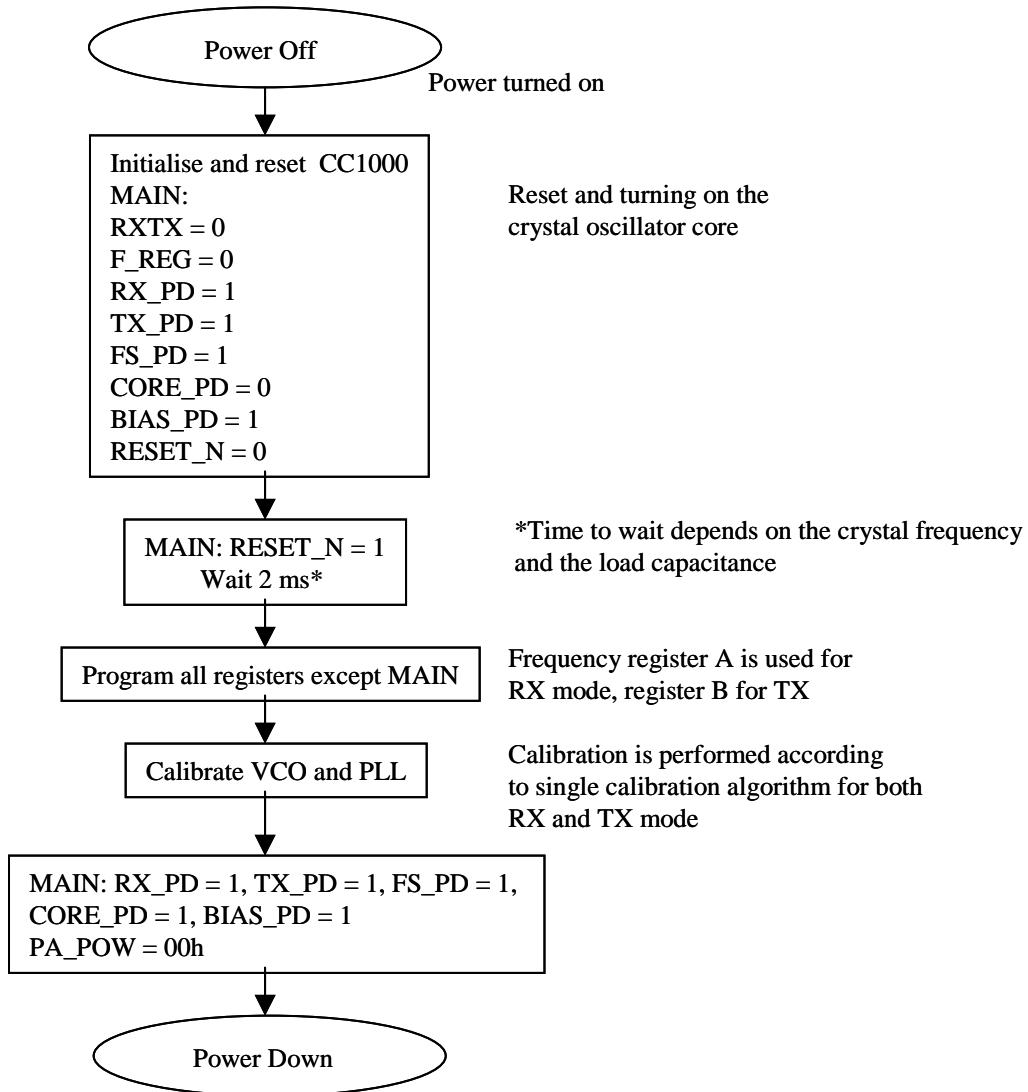 Power Off
Power turned on
Initialise and reset CC1000
MAIN:
RXTX = 0
F_REG = 0
RX_PD = 1
TX_PD = 1
FS_PD = 1
CORE_PD = 0
BIAS_PD = 1
RESET_N = 0
Reset and turning on the
crystal oscillator core
MAIN: RESET_N = 1
Wait 2 ms*
*Time to wait depends on the crystal frequency
and the load capacitance
Program all registers except MAIN
Frequency register A is used for
RX mode, register B for TX
Calibrate VCO and PLL
Calibration is performed according
to single calibration algorithm for both
RX and TX mode
MAIN: RX_PD = 1, TX_PD = 1, FS_PD = 1,
CORE_PD = 1, BIAS_PD = 1
PA_POW = 00h
Power Down